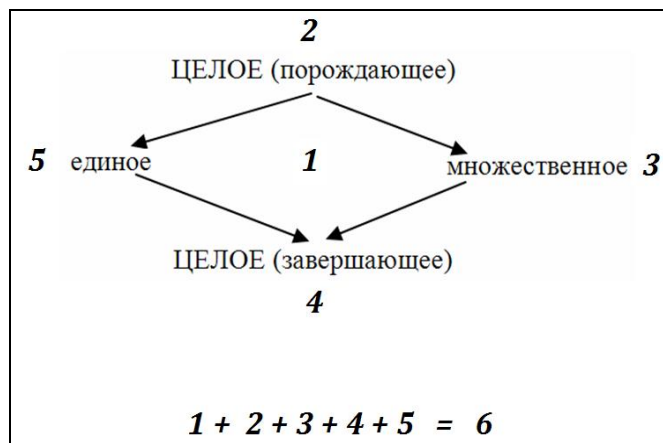 2
ЦЕЛОЕ (порождающее)
5 единое 1 множественное 3
ЦЕЛОЕ (завершающее)
4
1 + 2 + 3 + 4 + 5 = 6